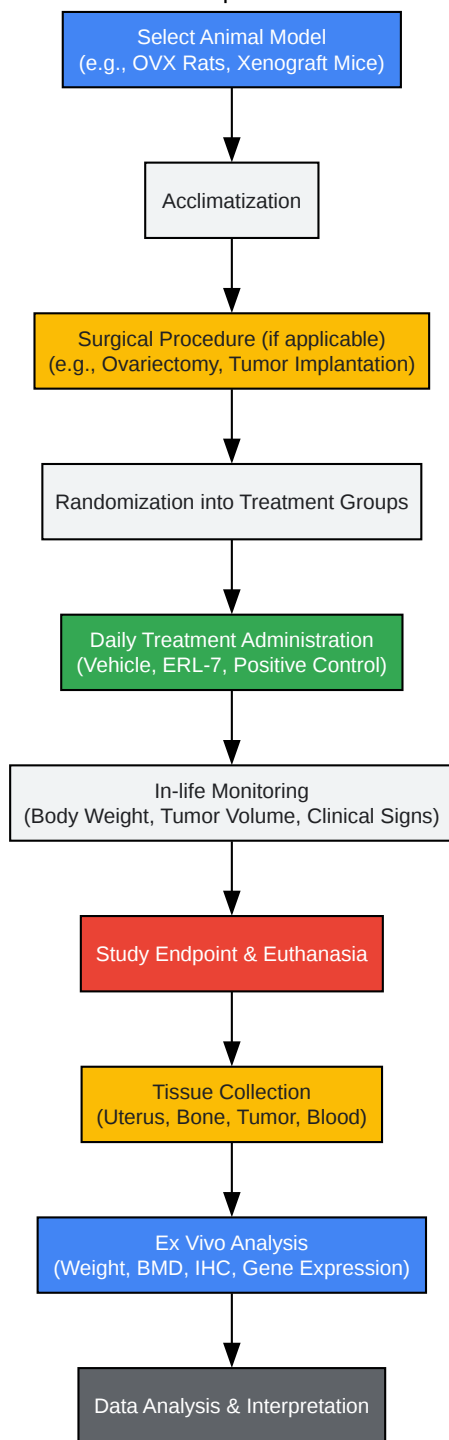 Select Animal Model
(e.g., OVX Rats, Xenograft Mice)
Acclimatization
Surgical Procedure (if applicable)
(e.g., Ovariectomy, Tumor Implantation)
Randomization into Treatment Groups
Daily Treatment Administration
(Vehicle, ERL-7, Positive Control)
In-life Monitoring
(Body Weight, Tumor Volume, Clinical Signs)
Study Endpoint & Euthanasia
Tissue Collection
(Uterus, Bone, Tumor, Blood)
Ex Vivo Analysis
(Weight, BMD, IHC, Gene Expression)
Data Analysis & Interpretation